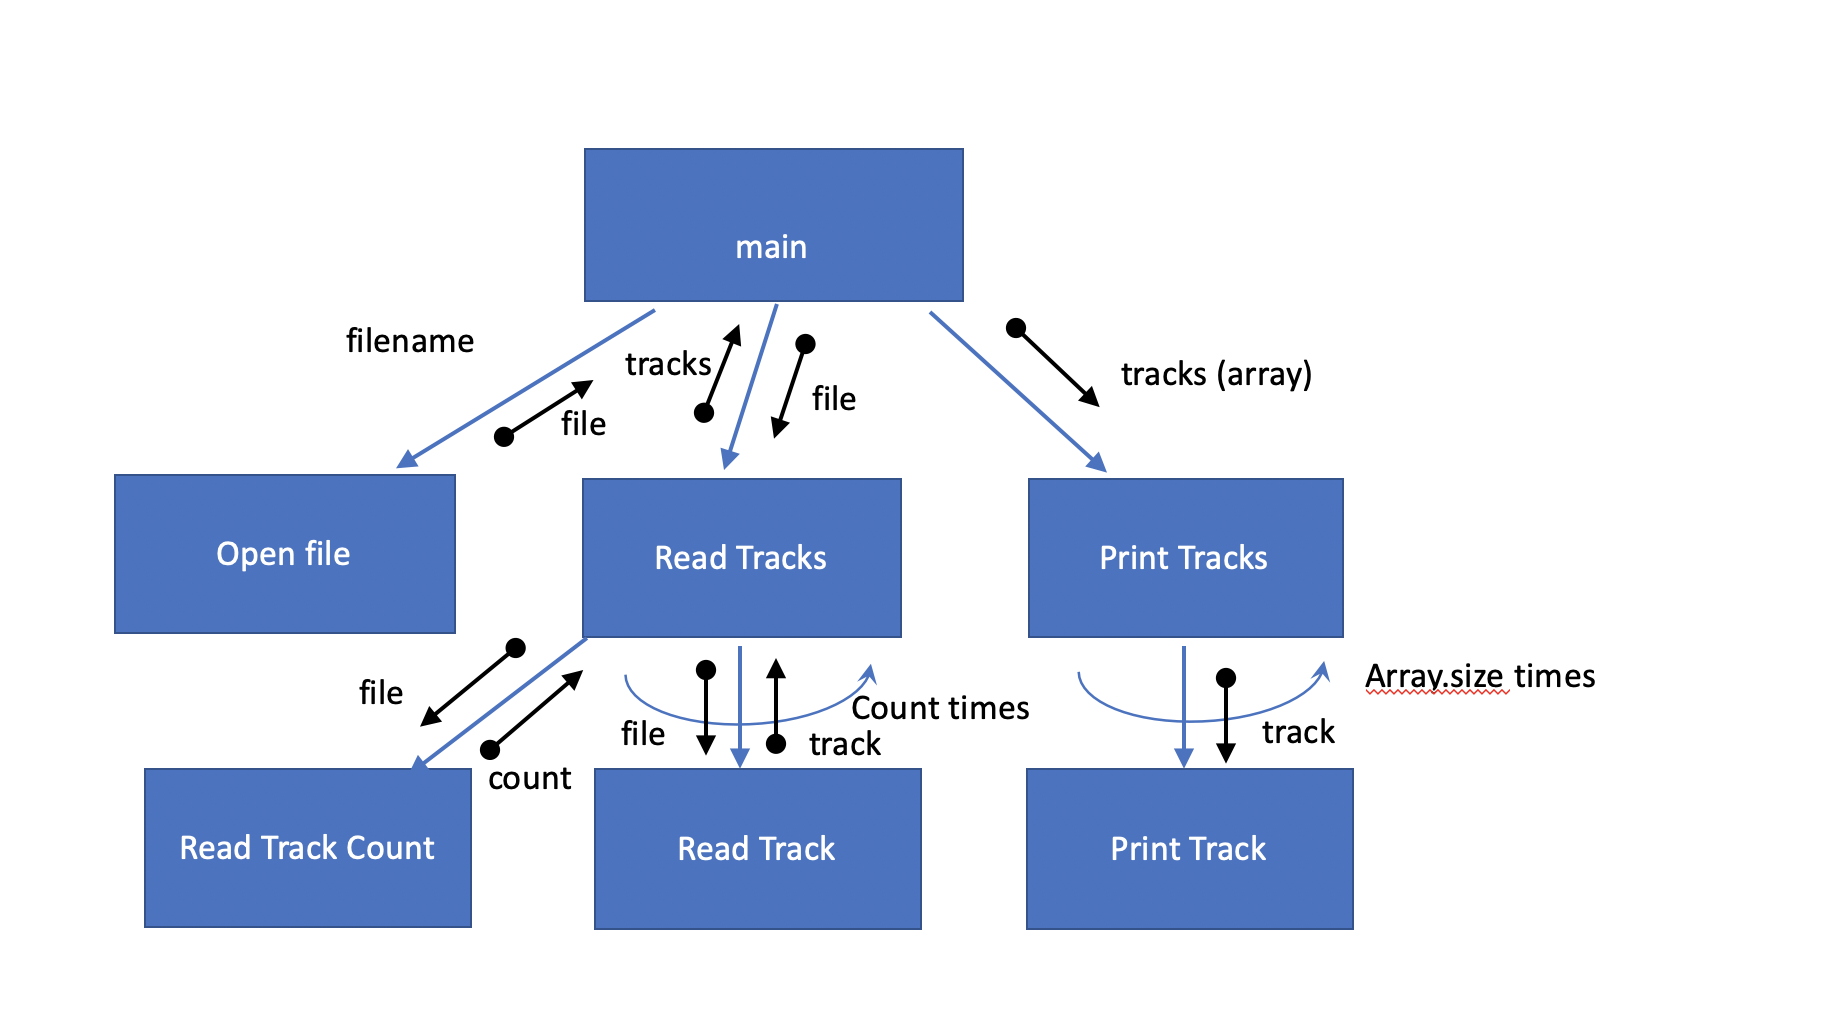 main
filename
tracks
file
file
tracks (array)
Open file
Read Tracks
Print Tracks
file
count
file
Count times
track
Array.size times
track
Read Track Count
Read Track
Print Track